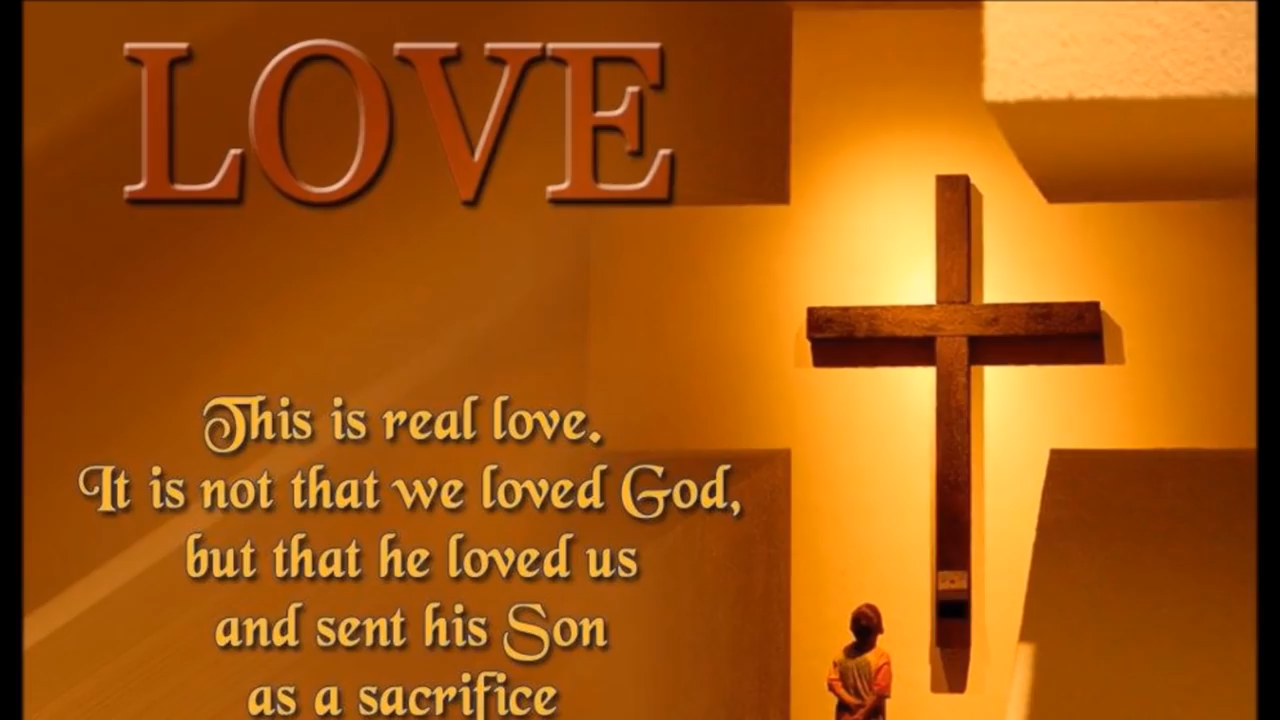 LOVE
This is real love.
It is not that we loved God,
but that he loved us
and sent his Son
as a sacrifice